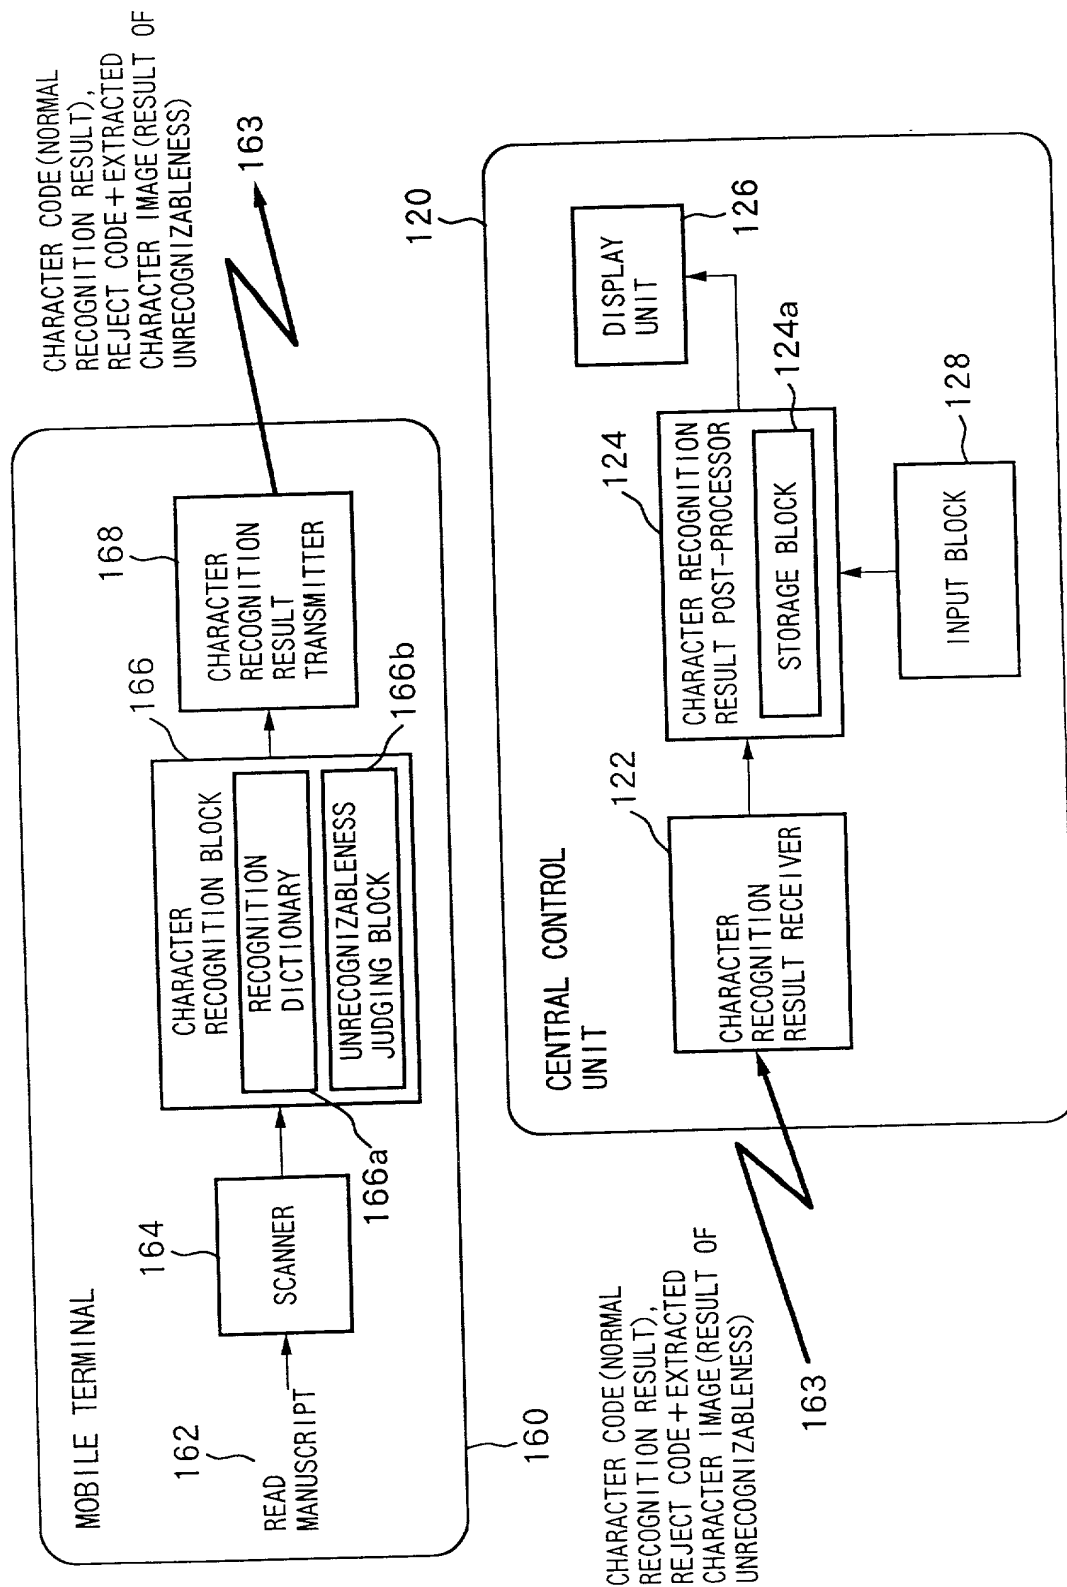 MOBILE TERMINAL
162
READ
MANUSCRIPT
164
SCANNER
166
CHARACTER
RECOGNITION BLOCK
RECOGNITION
DICTIONARY
166a
UNRECOGNIZABLENESS
JUDGING BLOCK
166b
168
CHARACTER
RECOGNITION
RESULT
TRANSMITTER
160
CHARACTER CODE(NORMAL
RECOGNITION RESULT),
REJECT CODE+EXTRACTED
CHARACTER IMAGE(RESULT OF
UNRECOGNIZABLENESS)
163
CHARACTER CODE(NORMAL
RECOGNITION RESULT),
REJECT CODE+EXTRACTED
CHARACTER IMAGE(RESULT OF
UNRECOGNIZABLENESS)
163
CENTRAL CONTROL
UNIT
120
122
CHARACTER
RECOGNITION
RESULT RECEIVER
124
CHARACTER RECOGNITION
RESULT POST-PROCESSOR
STORAGE BLOCK
124a
DISPLAY
UNIT
126
INPUT BLOCK
128